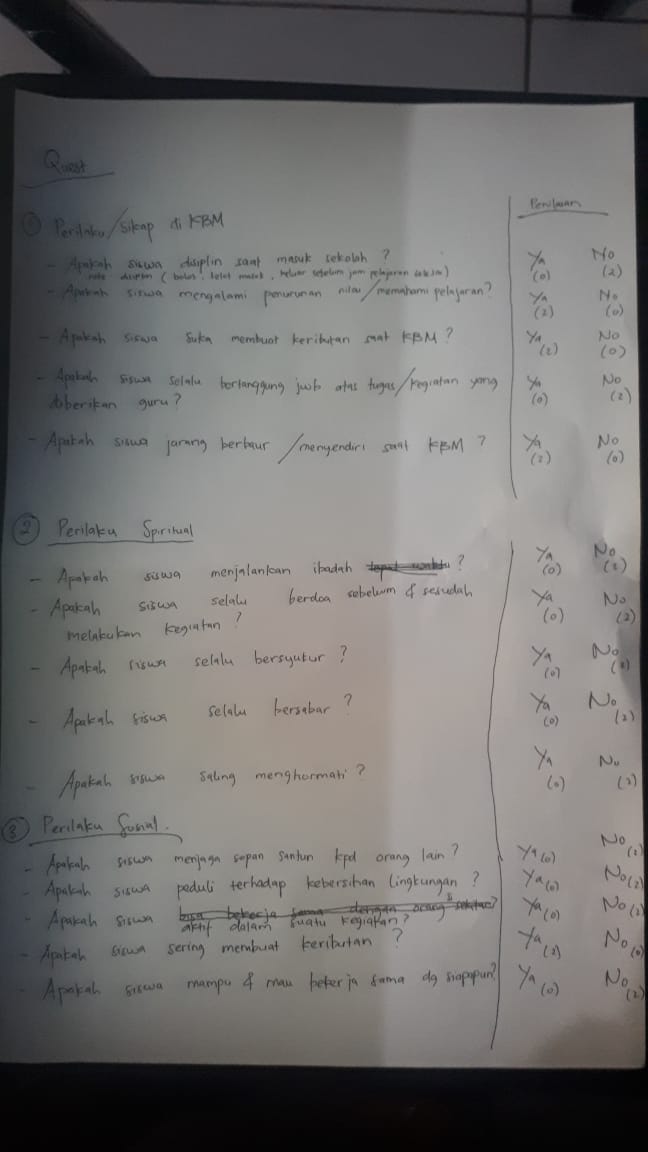 Quest
Penilaian
① Perilaku/Sikap di KBM
- Apakah siswa disiplin saat masuk sekolah ? Ya (0) No (2)
note disiplin ( bolos, telat masuk, keluar sebelum jam pelajaran selesai)
- Apakah siswa mengalami penurunan nilai/memahami pelajaran? Ya (2) No (0)
- Apakah siswa suka membuat keributan saat KBM ? Ya (2) No (0)
- Apakah siswa selalu bertanggung jwb atas tugas/kegiatan yang Ya (0) No (2)
diberikan guru ?
- Apakah siswa jarang berbaur /menyendiri saat KBM ? Ya (2) No (0)
② Perilaku Spiritual
- Apakah siswa menjalankan ibadah tepat waktu ? Ya (0) No (2)
- Apakah siswa selalu berdoa sebelum & sesudah Ya (0) No (2)
melakukan kegiatan ?
- Apakah siswa selalu bersyukur ? Ya (0) No (2)
- Apakah siswa selalu bersabar ? Ya (0) No (2)
- Apakah siswa saling menghormati ? Ya (0) No (2)
③ Perilaku Sosial.
- Apakah siswa menjaga sopan santun kpd orang lain ? Ya (0) No (2)
- Apakah siswa peduli terhadap kebersihan lingkungan ? Ya (0) No (2)
- Apakah siswa bisa bekerja sama dengan orang sekitar? Ya (0) No (2)
aktif dalam suatu kegiatan?
- Apakah siswa sering membuat keributan ? Ya (2) No (0)
- Apakah siswa mampu & mau bekerja sama dg siapapun? Ya (0) No (2)